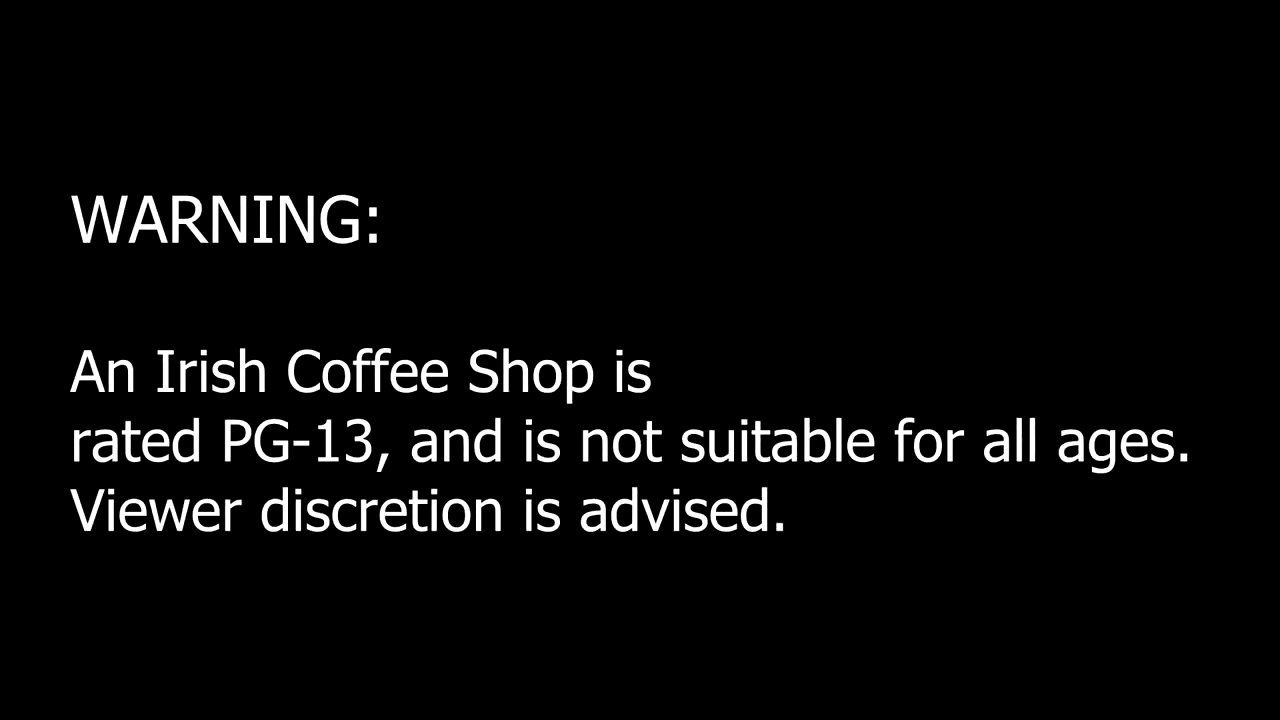 WARNING:
An Irish Coffee Shop is
rated PG-13, and is not suitable for all ages.
Viewer discretion is advised.